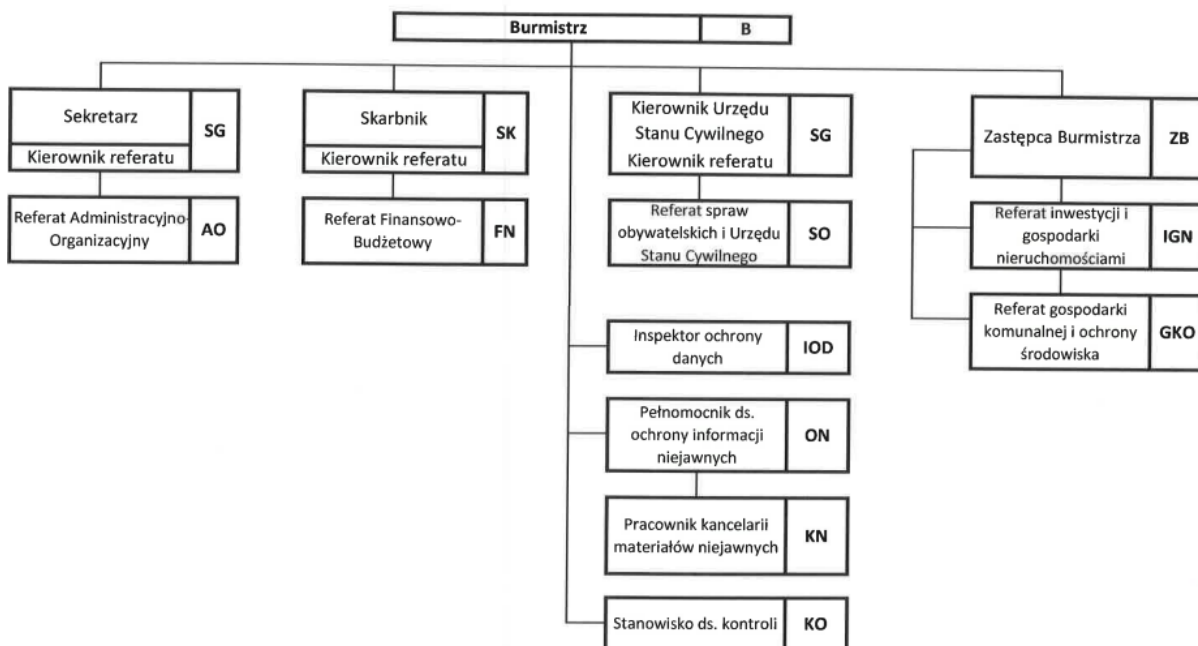 Burmistrz B
Sekretarz
SG
Kierownik referatu
Referat Administracyjno-
Organizacyjny
AO
Skarbnik
SK
Kierownik referatu
Referat Finansowo-
Budżetowy
FN
Kierownik Urzędu
Stanu Cywilnego
Kierownik referatu
SG
Referat spraw
obywatelskich i Urzędu
Stanu Cywilnego
SO
Zastępca Burmistrza ZB
Referat inwestycji i
gospodarki
nieruchomościami
IGN
Referat gospodarki
komunalnej i ochrony
środowiska
GKO
Inspektor ochrony
danych
IOD
Pełnomocnik ds.
ochrony informacji
niejawnych
ON
Pracownik kancelarii
materiałów niejawnych
KN
Stanowisko ds. kontroli KO